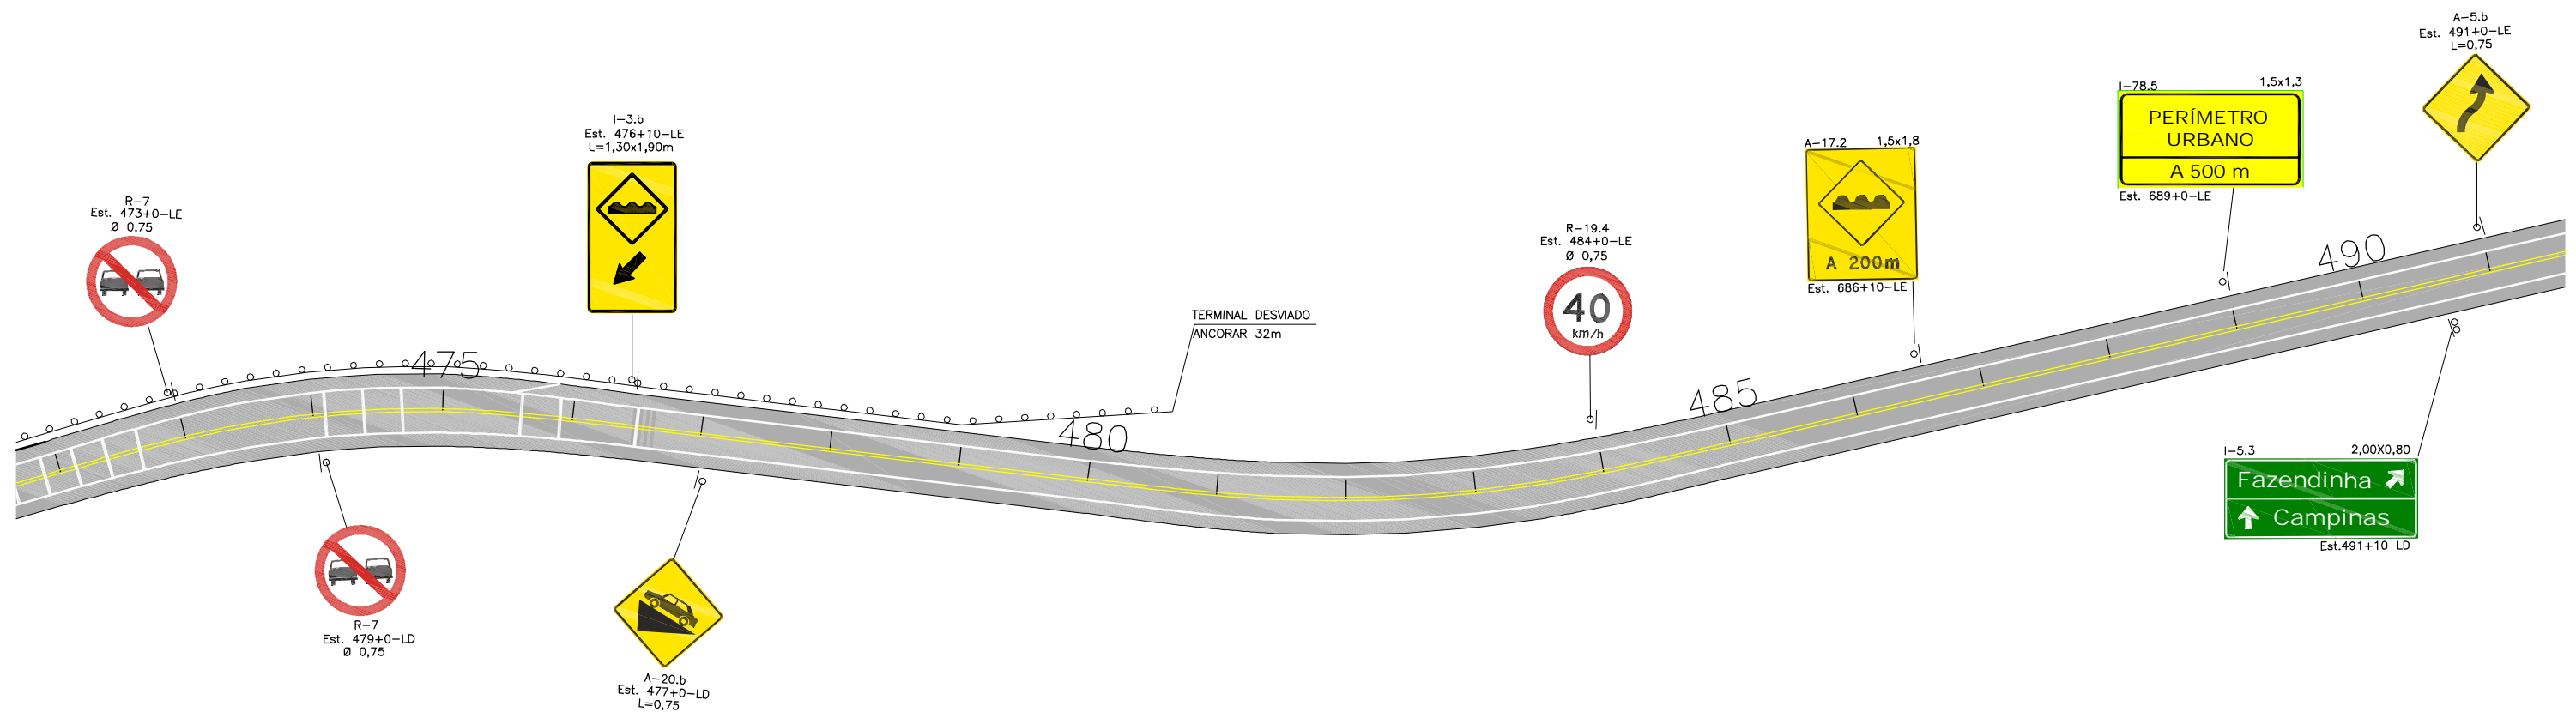 R-7
Est. 473+0-LE
Ø 0,75
I-3.b
Est. 476+10-LE
L=1,30x1,90m
475
TERMINAL DESVIADO
ANCORAR 32m
480
R-7
Est. 479+0-LD
Ø 0,75
A-20.b
Est. 477+0-LD
L=0,75
R-19.4
Est. 484+0-LE
Ø 0,75
40
km/h
485
A-17.2 1,5x1,8
A 200m
Est. 686+10-LE
I-78.5 1,5x1,3
PERÍMETRO
URBANO
A 500 m
Est. 689+0-LE
490
A-5.b
Est. 491+0-LE
L=0,75
I-5.3 2,00X0,80
Fazendinha
Campinas
Est.491+10 LD